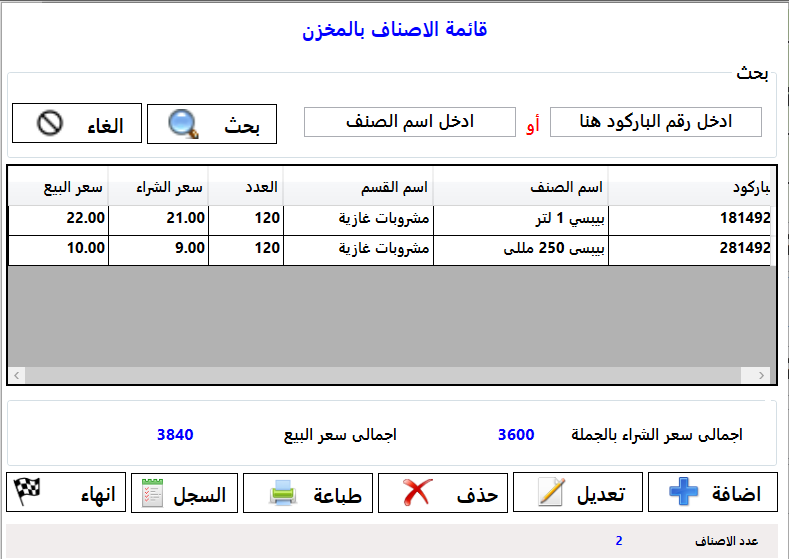 قائمة الاصناف بالمخزن
بحث
ادخل رقم الباركود هنا أو ادخل اسم الصنف بحث الغاء
باركود اسم الصنف اسم القسم العدد سعر الشراء سعر البيع
181492 بيبسي 1 لتر مشروبات غازية 120 21.00 22.00
281492 بيبسى 250 مللى مشروبات غازية 120 9.00 10.00
اجمالى سعر الشراء بالجملة 3600 اجمالى سعر البيع 3840
اضافة تعديل حذف طباعة السجل انهاء
عدد الاصناف 2